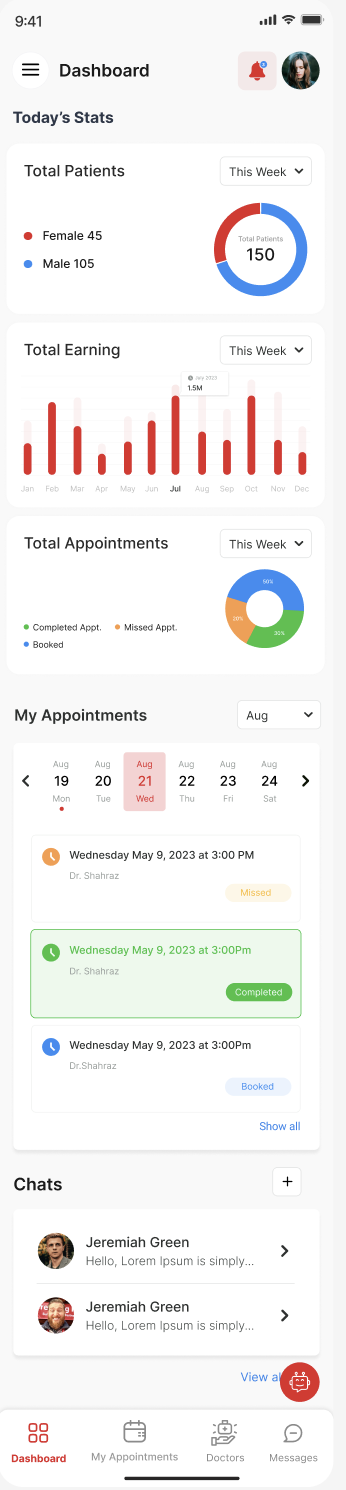 9:41
Dashboard
Today's Stats
Total Patients
This Week
Female 45
Male 105
Total Patients
150
Total Earning
This Week
2023
1.5M
Jan Feb Mar Apr May Jun Jul Aug Sep Oct Nov Dec
Total Appointments
This Week
50%
20%
30%
Completed Appt. Missed Appt.
Booked
My Appointments
Aug
Aug Aug Aug Aug Aug Aug
19 20 21 22 23 24
Mon Tue Wed Thu Fri Sat
Wednesday May 9, 2023 at 3:00 PM
Dr. Shahraz
Missed
Wednesday May 9, 2023 at 3:00Pm
Dr. Shahraz
Completed
Wednesday May 9, 2023 at 3:00Pm
Dr.Shahraz
Booked
Show all
Chats
Jeremiah Green
Hello, Lorem Ipsum is simply...
Jeremiah Green
Hello, Lorem Ipsum is simply...
View al
Dashboard My Appointments Doctors Messages